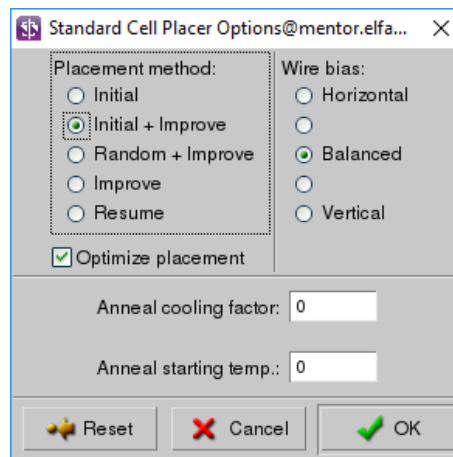 Standard Cell Placer Options@mentor.elfa...
Placement method:
Initial
Initial + Improve
Random + Improve
Improve
Resume
Optimize placement
Wire bias:
Horizontal
Balanced
Vertical
Anneal cooling factor: 0
Anneal starting temp.: 0
Reset
Cancel
OK